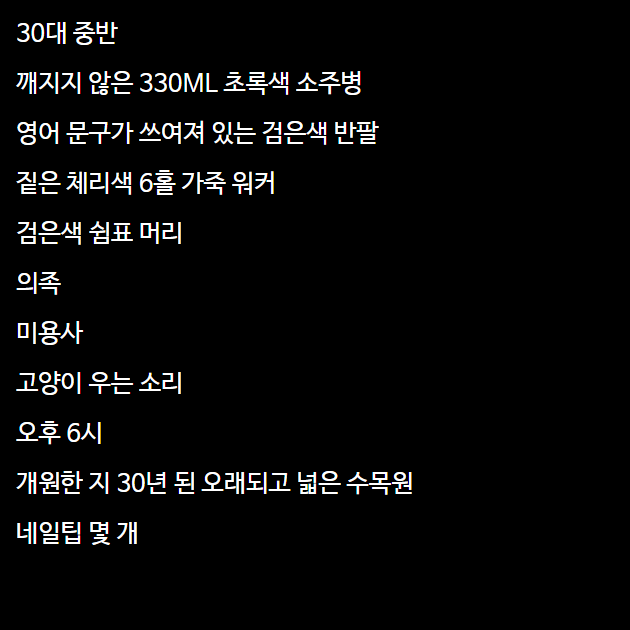 30대 중반
깨지지 않은 330ML 초록색 소주병
영어 문구가 쓰여져 있는 검은색 반팔
짙은 체리색 6홀 가죽 워커
검은색 쉼표 머리
의족
미용사
고양이 우는 소리
오후 6시
개원한 지 30년 된 오래되고 넓은 수목원
네일팁 몇 개